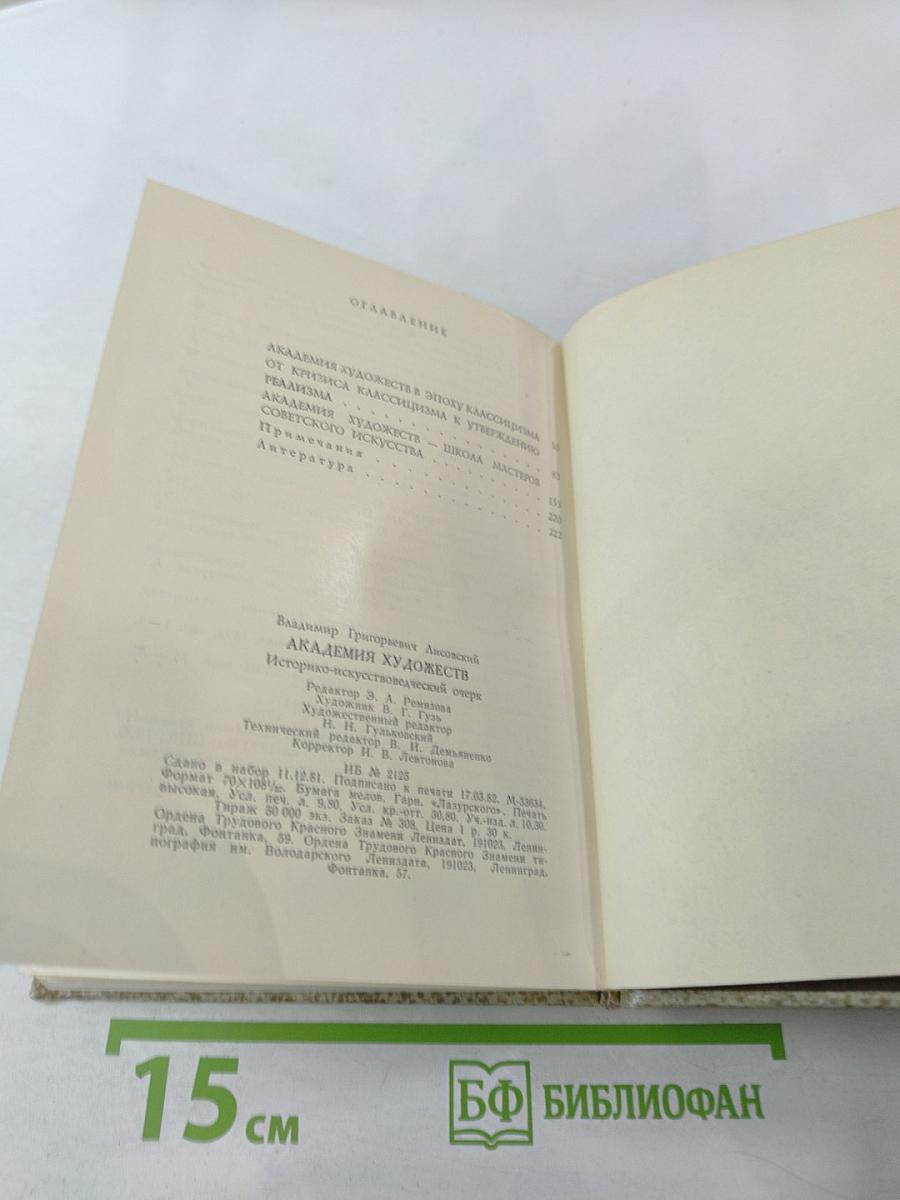 ОГЛАВЛЕНИЕ
АКАДЕМИЯ ХУДОЖЕСТВ В ЭПОХУ КЛАССИЦИЗМА
ОТ КРИЗИСА КЛАССИЦИЗМА К УТВЕРЖДЕНИЮ
РЕАЛИЗМА . . . . . . . . . . . .
АКАДЕМИЯ ХУДОЖЕСТВ — ШКОЛА МАСТЕРОВ
СОВЕТСКОГО ИСКУССТВА . . . . . . . . 153
Примечания . . . . . . . . . . . . 220
Литература . . . . . . . . . . . . 222
Владимир Григорьевич Лисовский
АКАДЕМИЯ ХУДОЖЕСТВ
Историко-искусствоведческий очерк
Редактор Э. А. Ремизова
Художник В. Г. Гузь
Художественный редактор
Н. Н. Гульковский
Технический редактор В. И. Демьяненко
Корректор И. В. Левтонова
ИБ № 2125
Сдано в набор 11.12.81. Подписано к печати 17.03.82. М-33634.
Формат 70×108¹/₃₂. Бумага мелов. Гарн. «Лазурского». Печать
высокая. Усл. печ. л. 9,80. Усл. кр.-отт. 30,80. Уч.-изд. л. 10,30.
Тираж 50 000 экз. Заказ № 308. Цена 1 р. 30 к.
Ордена Трудового Красного Знамени Лениздат, 191023, Ленин-
град, Фонтанка, 59. Ордена Трудового Красного Знамени ти-
пография им. Володарского Лениздата, 191023, Ленинград,
Фонтанка, 57.
15 см
БФ БИБЛИОФАН